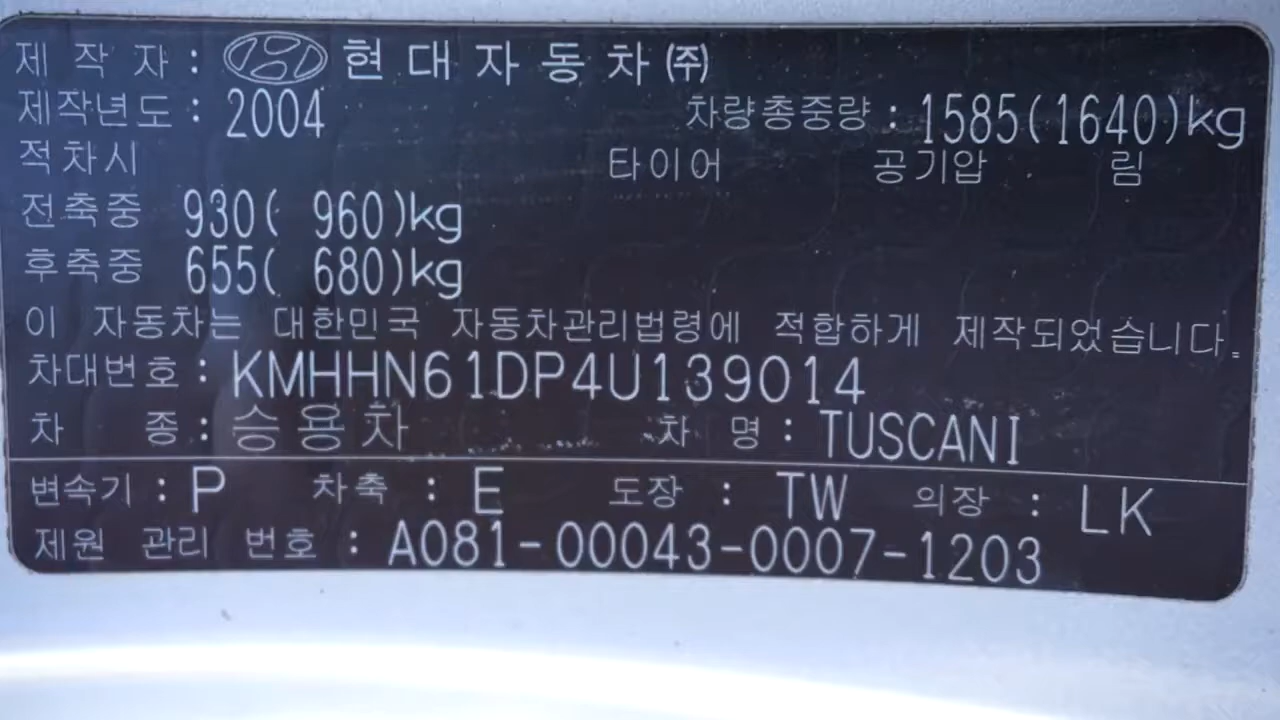 제 작 자 : 현 대 자 동 차 ㈜
제작년도 : 2004 차량총중량 : 1585(1640)kg
적차시 타이어 공기압 림
전축중 930( 960)kg
후축중 655( 680)kg
이 자동차는 대한민국 자동차관리법령에 적합하게 제작되었습니다.
차대번호 : KMHHN61DP4U139014
차 종 : 승용차 차 명 : TUSCANI
변속기 : P 차축 : E 도장 : TW 의장 : LK
제원 관리 번호 : A081-00043-0007-1203